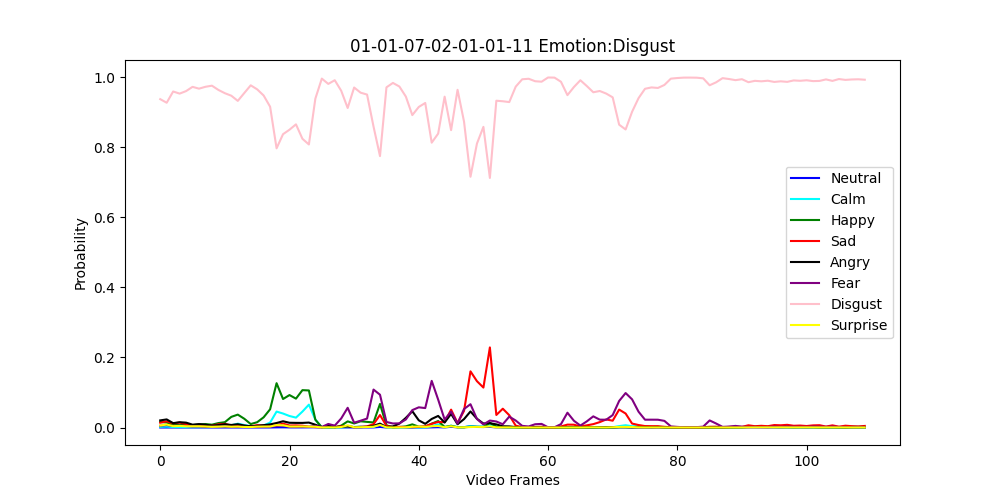 01-01-07-02-01-01-11 Emotion:Disgust
1.0
0.8
0.6
0.4
0.2
0.0
Probability
Neutral
Calm
Happy
Sad
Angry
Fear
Disgust
Surprise
0 20 40 60 80 100
Video Frames